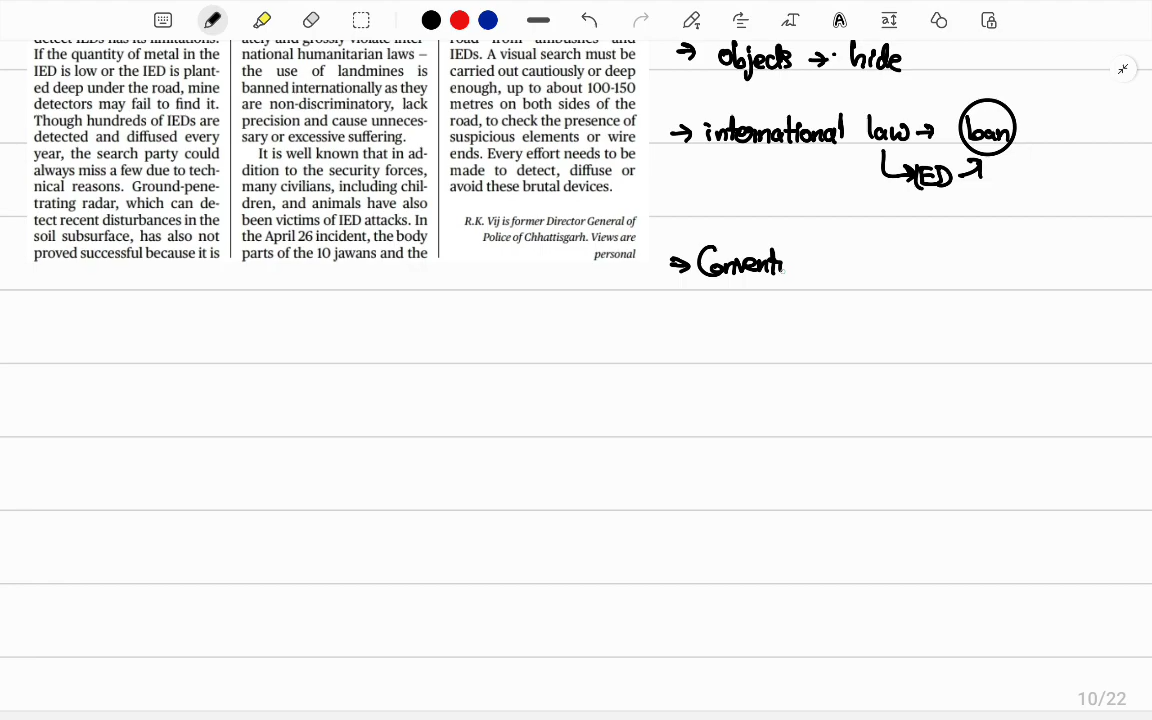 detect IEDs has its limitations.
If the quantity of metal in the
IED is low or the IED is plant-
ed deep under the road, mine
detectors may fail to find it.
Though hundreds of IEDs are
detected and diffused every
year, the search party could
always miss a few due to tech-
nical reasons. Ground-pene-
trating radar, which can de-
tect recent disturbances in the
soil subsurface, has also not
proved successful because it is
ately and grossly violate inter-
national humanitarian laws –
the use of landmines is
banned internationally as they
are non-discriminatory, lack
precision and cause unneces-
sary or excessive suffering.
It is well known that in ad-
dition to the security forces,
many civilians, including chil-
dren, and animals have also
been victims of IED attacks. In
the April 26 incident, the body
parts of the 10 jawans and the
road from ambushes and
IEDs. A visual search must be
carried out cautiously or deep
enough, up to about 100-150
metres on both sides of the
road, to check the presence of
suspicious elements or wire
ends. Every effort needs to be
made to detect, diffuse or
avoid these brutal devices.
R.K. Vij is former Director General of
Police of Chhattisgarh. Views are
personal
→ objects → hide
→ international law → ban
IED
→ Convent
10/22